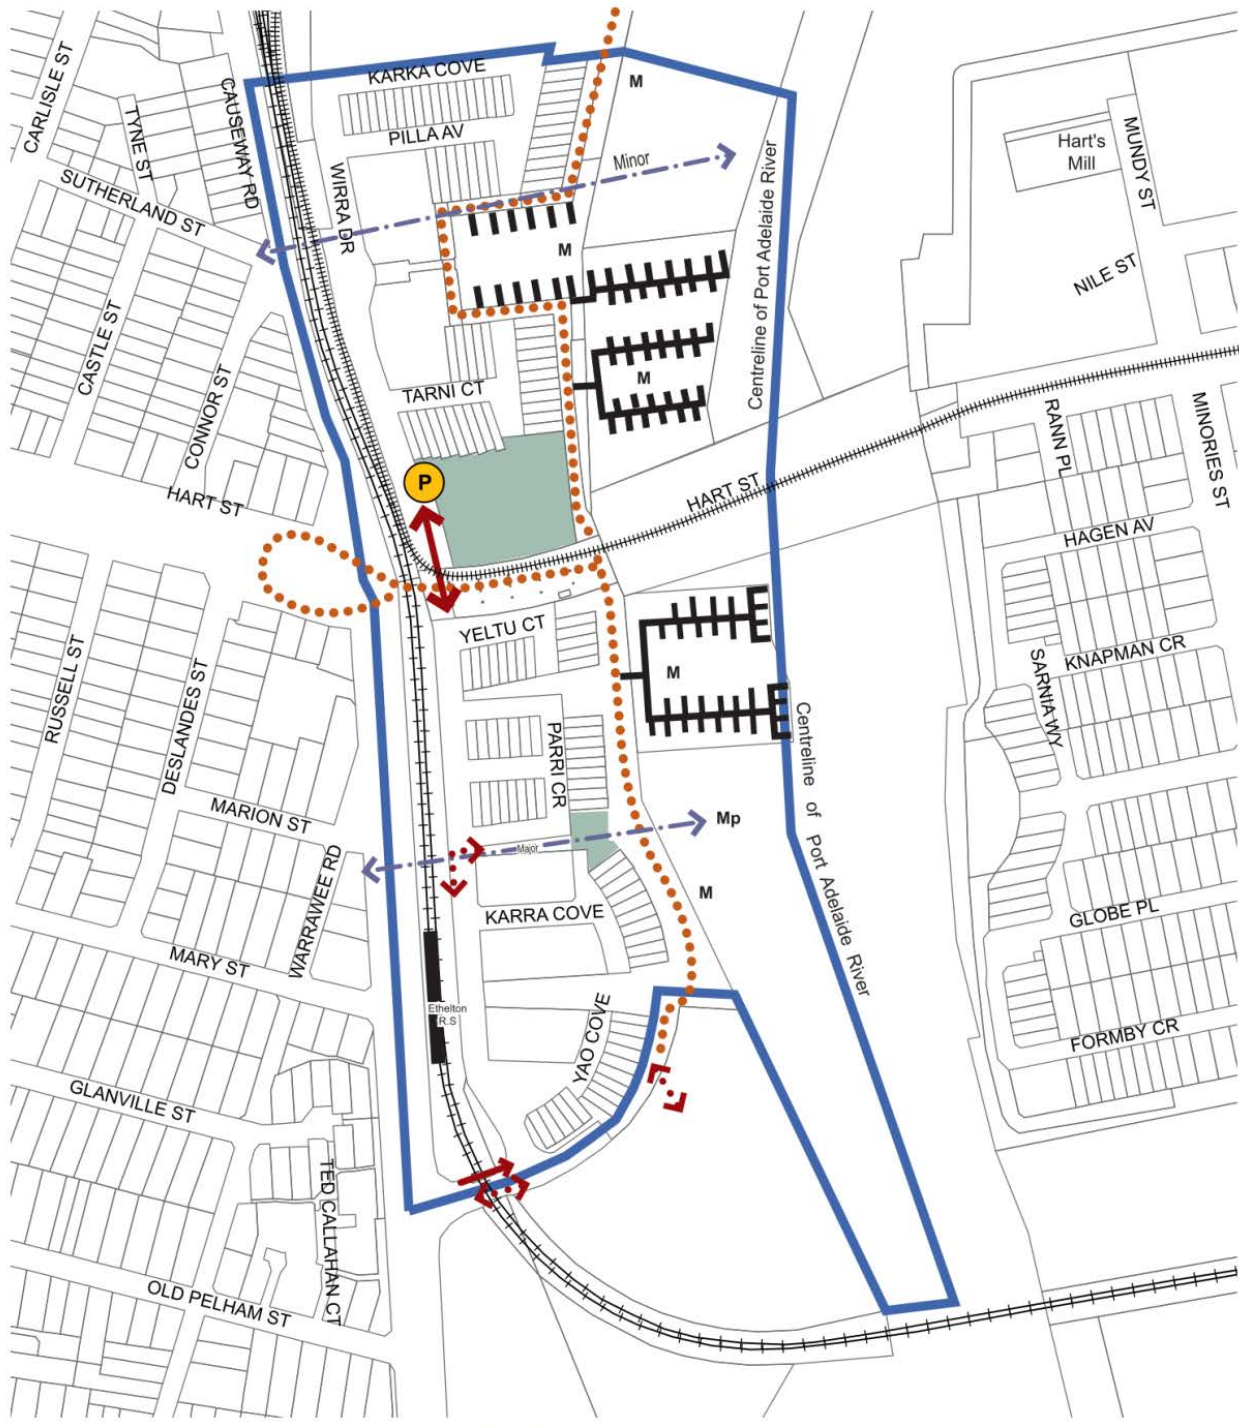 CARLISLE ST
TYNE ST
CAUSEWAY RD
SUTHERLAND ST
KARKA COVE
PILLA AV
WIRRA DR
M
Minor
M
Centreline of Port Adelaide River
Hart's
Mill
MUNDY ST
NILE ST
CASTLE ST
CONNOR ST
HART ST
TARNI CT
M
P
HART ST
RANN PL
MINORIES ST
HAGEN AV
KNAPMAN CR
SARNIA WY
RUSSELL ST
DESLANDES ST
YELTU CT
M
PARRI CR
Centreline of Port Adelaide River
MARION ST
WARRAWEE RD
Major
Mp
M
KARRA COVE
GLOBE PL
MARY ST
Ethelton
R.S
YAO COVE
FORMBY CR
GLANVILLE ST
TED CALLAHAN CT
OLD PELHAM ST